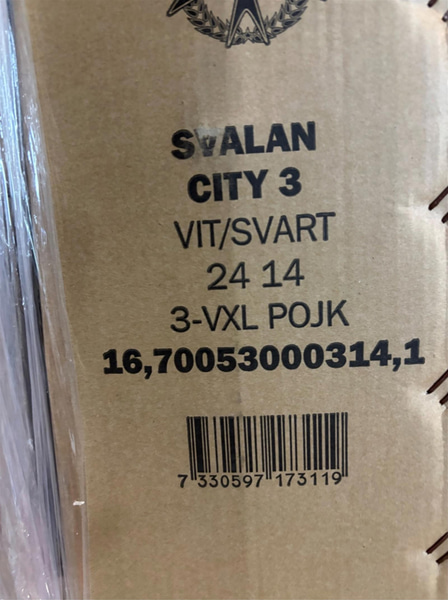 SVALAN
CITY 3
VIT/SVART
24 14
3-VXL POJK
16,70053000314,1
7 330597 173119